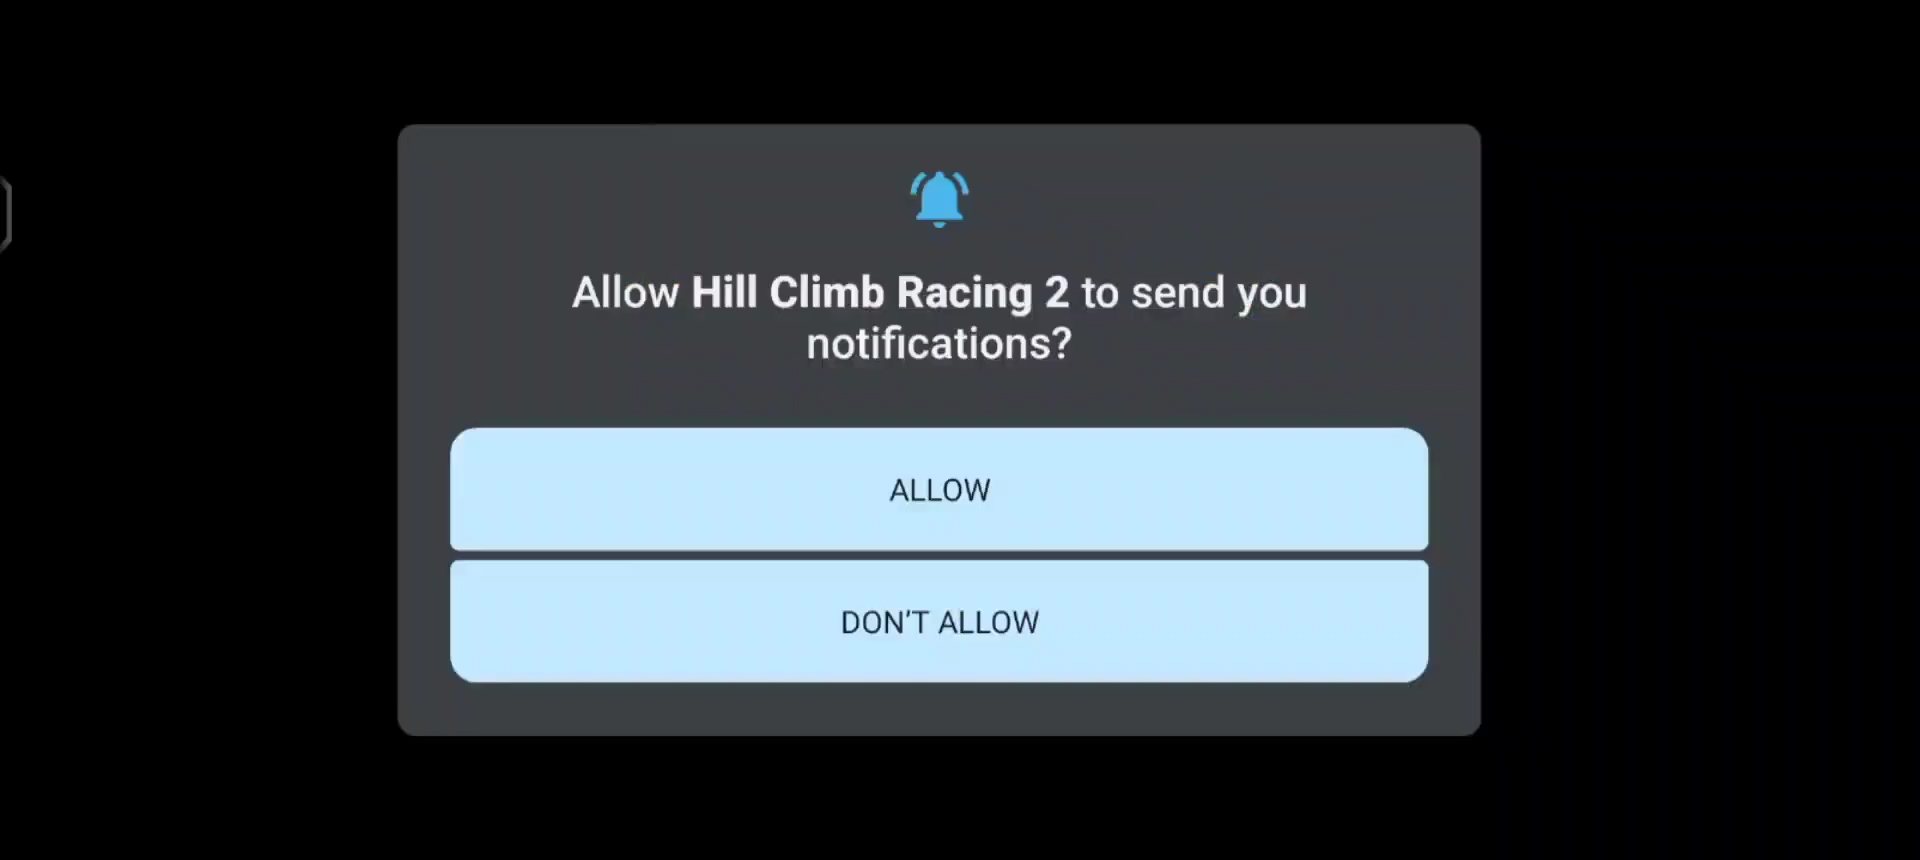 Allow Hill Climb Racing 2 to send you
notifications?
ALLOW
DON'T ALLOW